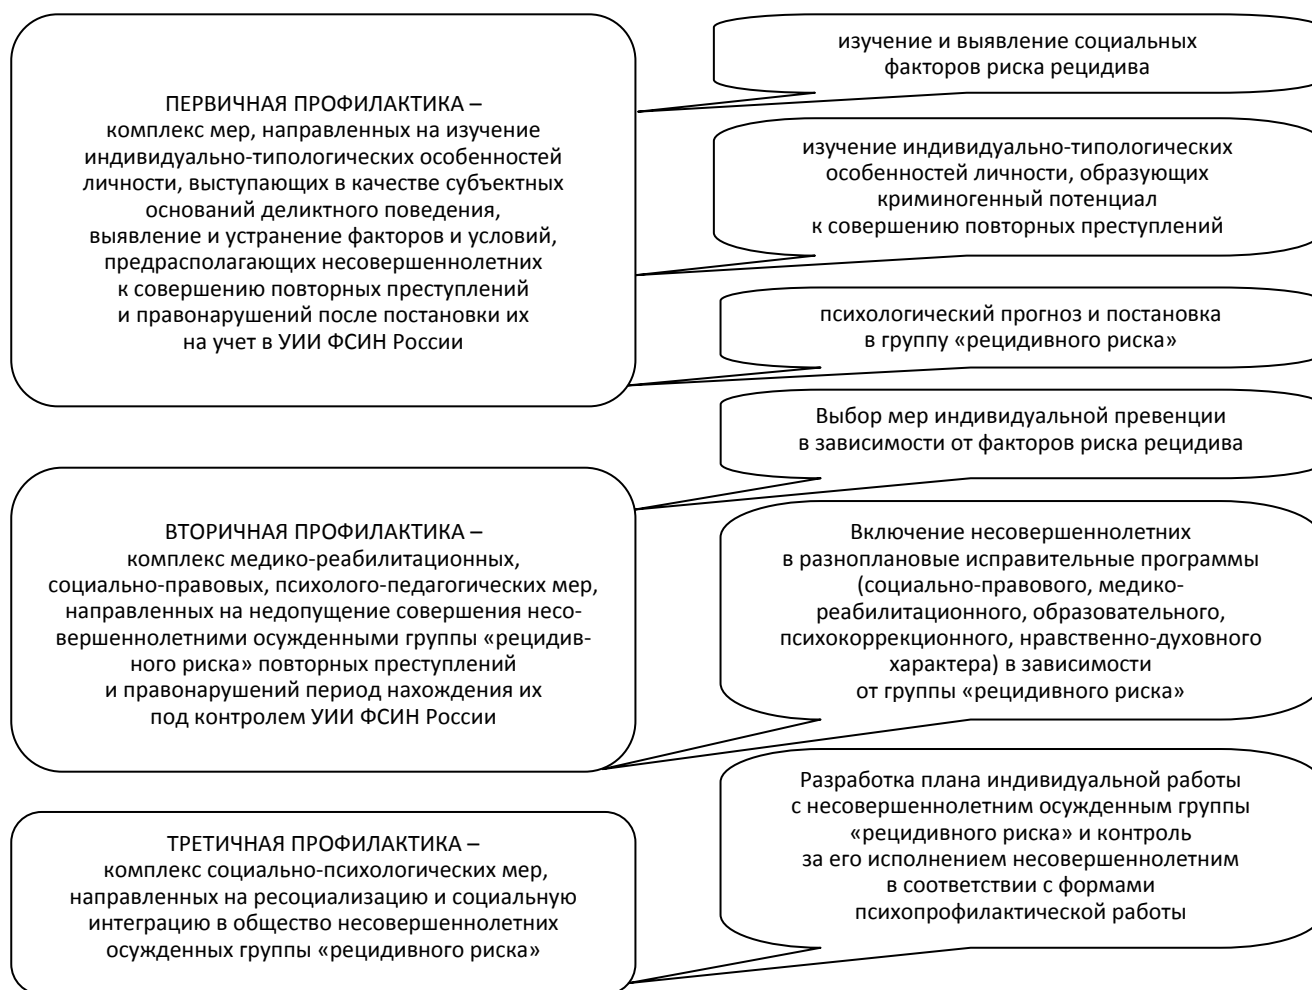 ПЕРВИЧНАЯ ПРОФИЛАКТИКА –
комплекс мер, направленных на изучение
индивидуально-типологических особенностей
личности, выступающих в качестве субъектных
оснований деликтного поведения,
выявление и устранение факторов и условий,
предрасполагающих несовершеннолетних
к совершению повторных преступлений
и правонарушений после постановки их
на учет в УИИ ФСИН России
изучение и выявление социальных
факторов риска рецидива
изучение индивидуально-типологических
особенностей личности, образующих
криминогенный потенциал
к совершению повторных преступлений
психологический прогноз и постановка
в группу «рецидивного риска»
ВТОРИЧНАЯ ПРОФИЛАКТИКА –
комплекс медико-реабилитационных,
социально-правовых, психолого-педагогических мер,
направленных на недопущение совершения несо-
вершеннолетними осужденными группы «рецидив-
ного риска» повторных преступлений
и правонарушений период нахождения их
под контролем УИИ ФСИН России
Выбор мер индивидуальной превенции
в зависимости от факторов риска рецидива
Включение несовершеннолетних
в разноплановые исправительные программы
(социально-правового, медико-
реабилитационного, образовательного,
психокоррекционного, нравственно-духовного
характера) в зависимости
от группы «рецидивного риска»
ТРЕТИЧНАЯ ПРОФИЛАКТИКА –
комплекс социально-психологических мер,
направленных на ресоциализацию и социальную
интеграцию в общество несовершеннолетних
осужденных группы «рецидивного риска»
Разработка плана индивидуальной работы
с несовершеннолетним осужденным группы
«рецидивного риска» и контроль
за его исполнением несовершеннолетним
в соответствии с формами
психопрофилактической работы